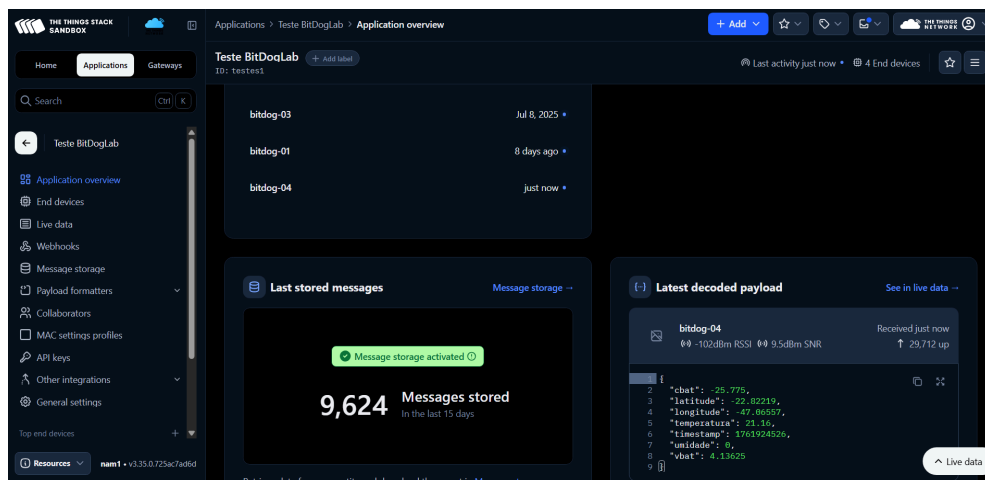 THE THINGS STACK
SANDBOX
Applications > Teste BitDogLab > Application overview
+ Add
THE THINGS
NETWORK
Home Applications Gateways
Teste BitDogLab + Add label
ID: testes1
Last activity just now • 4 End devices
Search Ctrl K
Teste BitDogLab
Application overview
End devices
Live data
Webhooks
Message storage
Payload formatters
Collaborators
MAC settings profiles
API keys
Other integrations
General settings
Top end devices +
Resources nam1 • v3.35.0.725ac7ad6d
bitdog-03 Jul 8, 2025
bitdog-01 8 days ago
bitdog-04 just now
Last stored messages Message storage →
Message storage activated
9,624 Messages stored
In the last 15 days
Latest decoded payload See in live data →
bitdog-04 Received just now
-102dBm RSSI 9.5dBm SNR ↑ 29,712 up
1 {
2 "cbat": -25.775,
3 "latitude": -22.82219,
4 "longitude": -47.06557,
5 "temperatura": 21.16,
6 "timestamp": 1761924526,
7 "umidade": 0,
8 "vbat": 4.13625
9 }
Live data